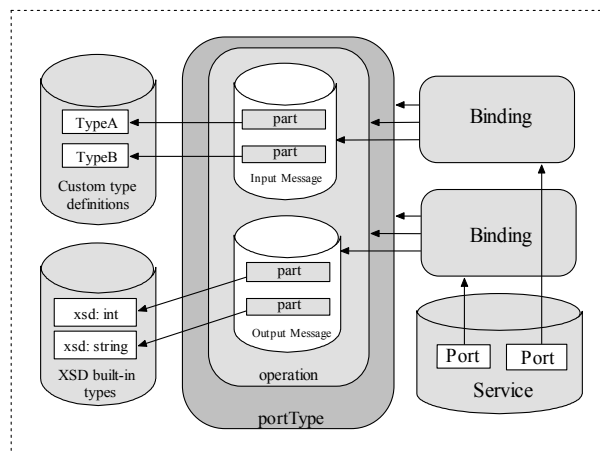 TypeA
TypeB
Custom type
definitions
part
part
Input Message
Binding
Binding
xsd: int
xsd: string
XSD built-in
types
part
part
Output Message
operation
portType
Port
Port
Service